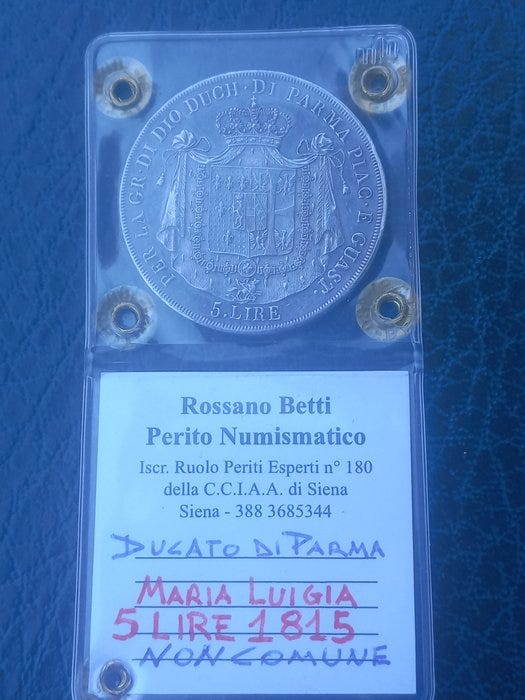 PER LA GR· DI DIO DUCH· DI PARMA PIAC· E GUAST·
5·LIRE
Rossano Betti
Perito Numismatico
Iscr. Ruolo Periti Esperti n° 180
della C.C.I.A.A. di Siena
Siena - 388 3685344
DUCATO DI PARMA
MARIA LUIGIA
5 LIRE 1815
NON COMUNE